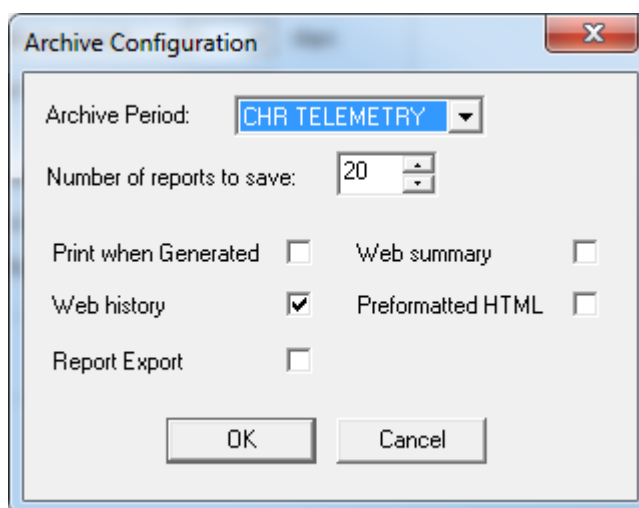 Archive Configuration
Archive Period: CHR TELEMETRY
Number of reports to save: 20
Print when Generated Web summary
Web history Preformatted HTML
Report Export
OK Cancel